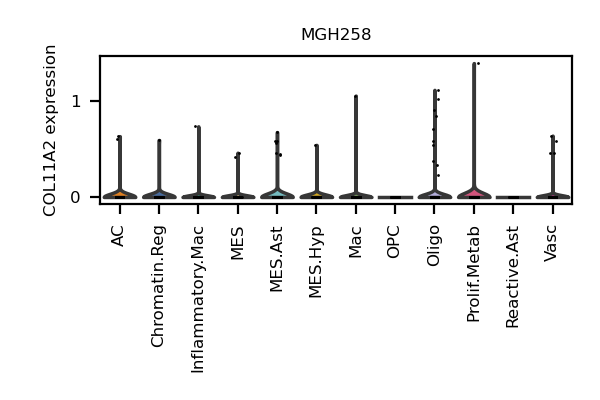 MGH258
COL11A2 expression
1
0
AC
Chromatin.Reg
Inflammatory.Mac
MES
MES.Ast
MES.Hyp
Mac
OPC
Oligo
Prolif.Metab
Reactive.Ast
Vasc